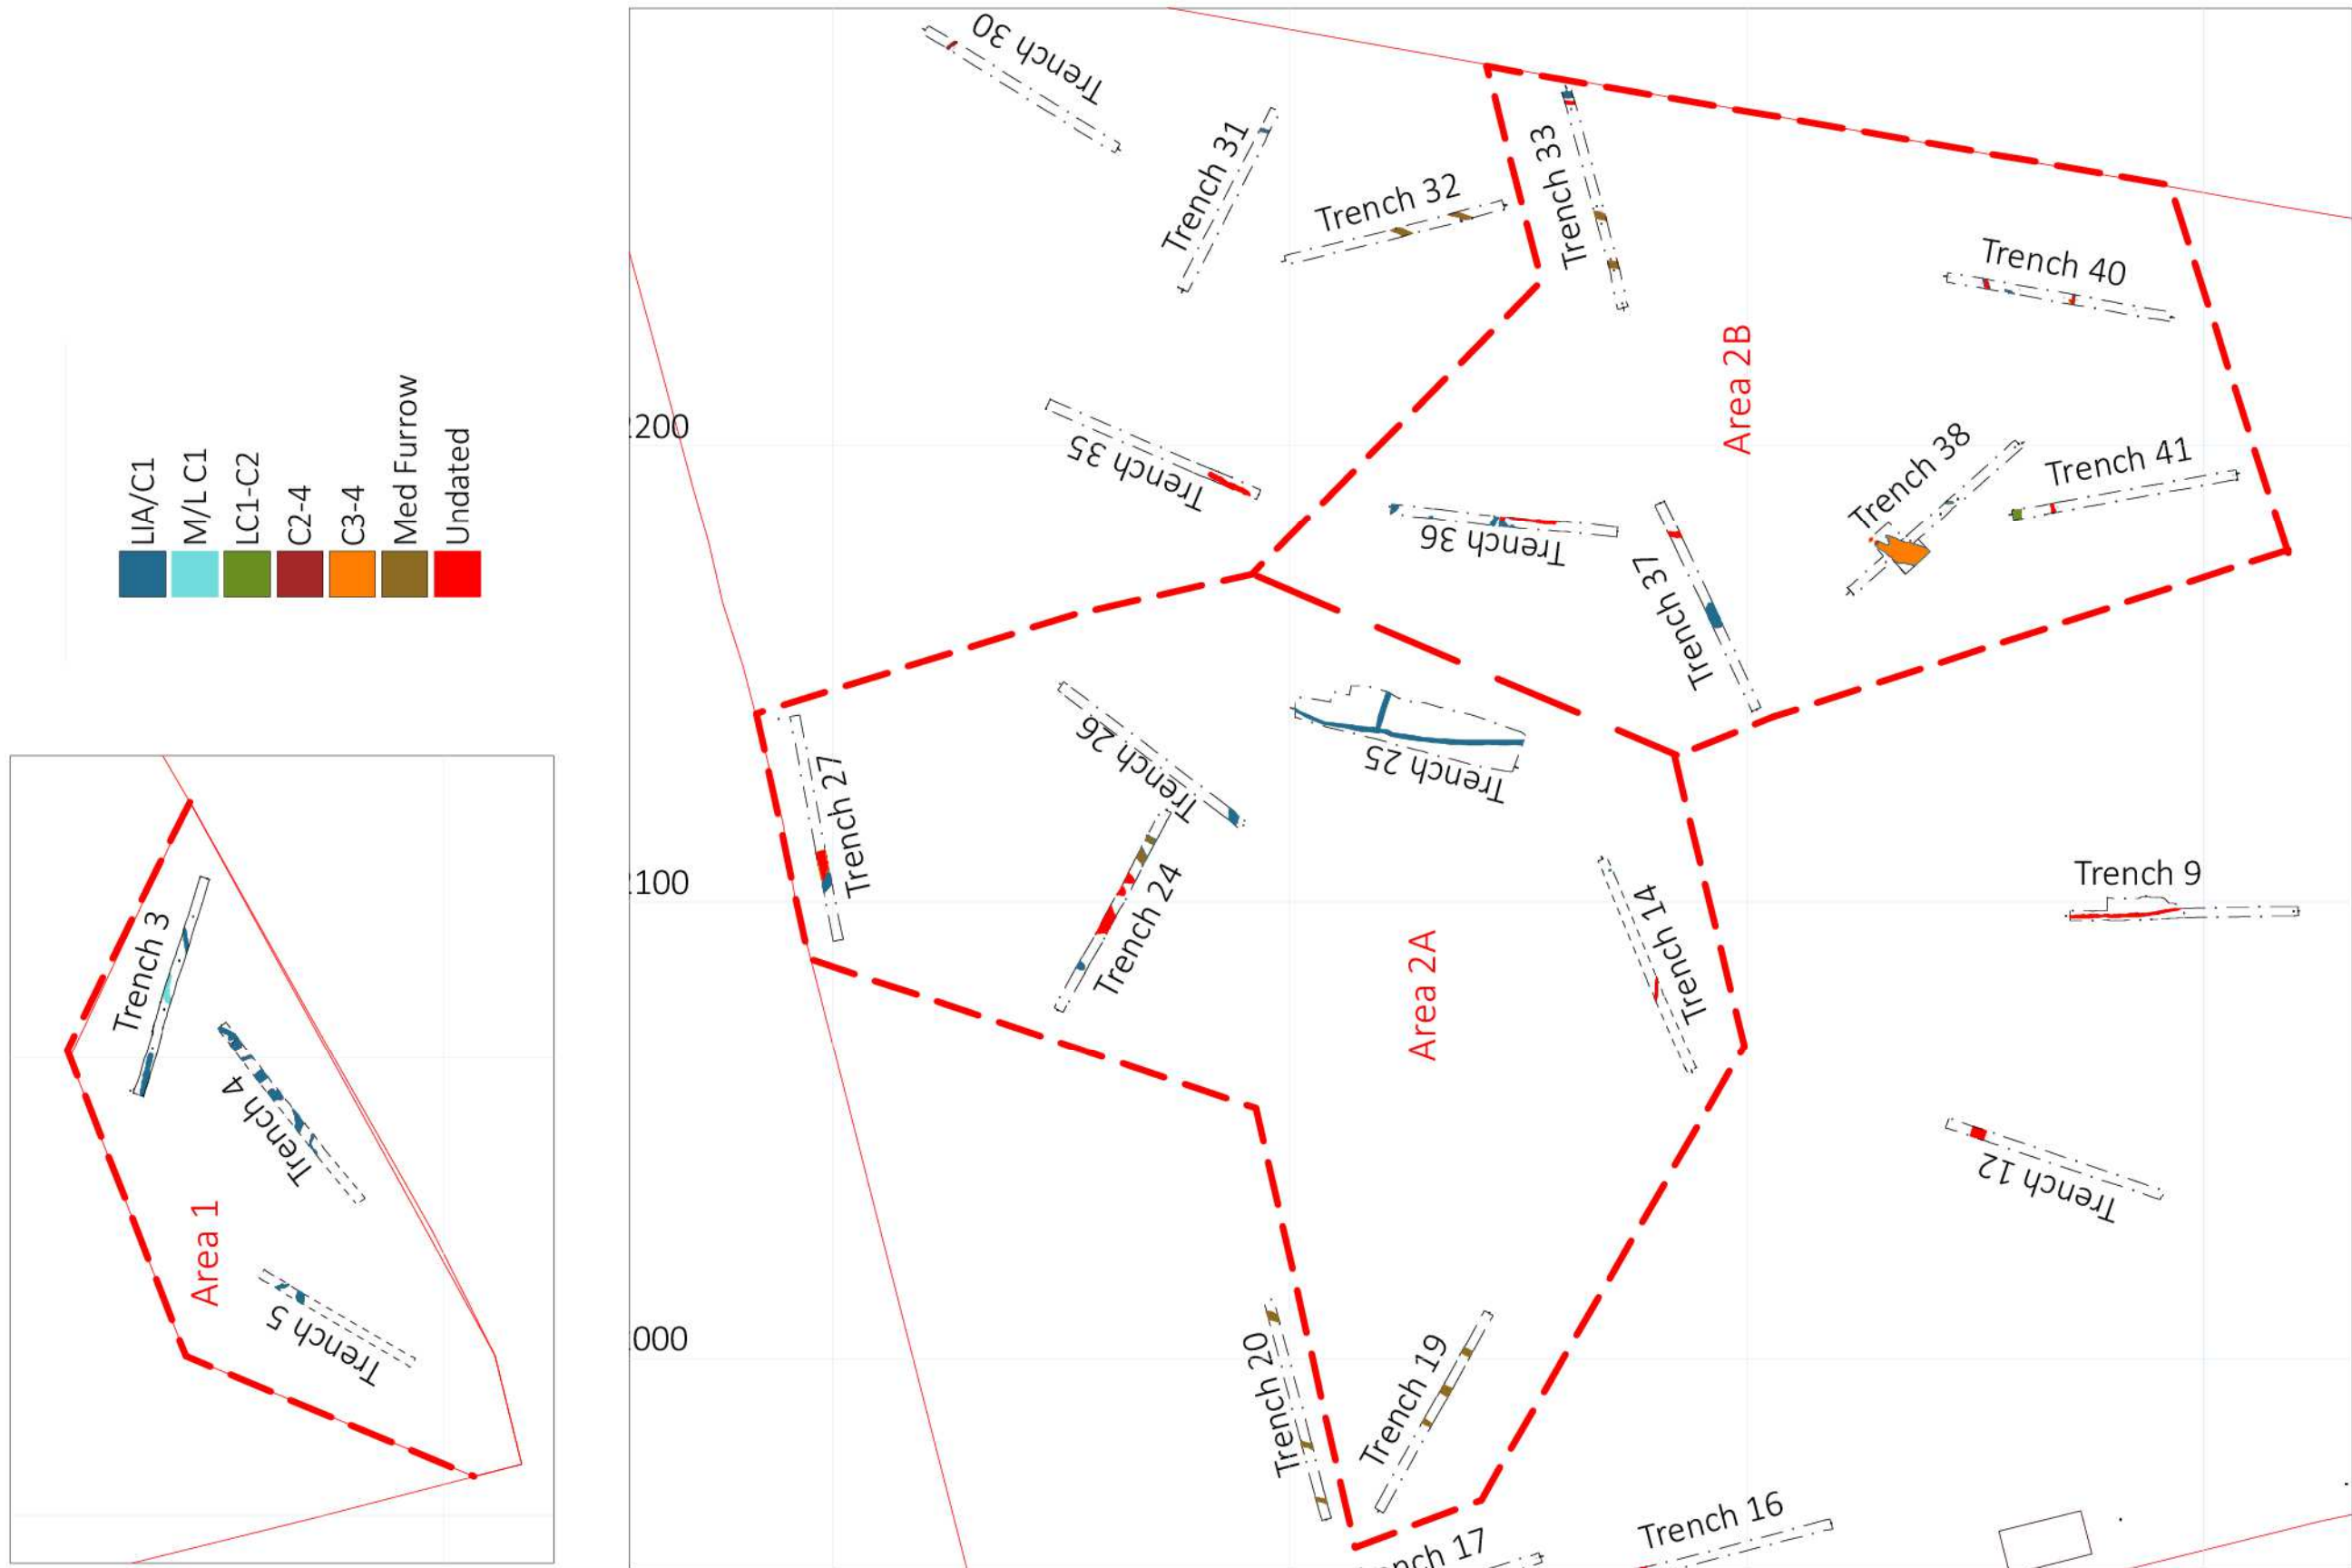 LIA/C1
M/L C1
LC1-C2
C2-4
C3-4
Med Furrow
Undated
Trench 3
Trench 4
Area 1
Trench 5
Trench 30
Trench 31
Trench 32
Trench 33
Trench 40
Area 2B
Trench 35
200
Trench 36
Trench 37
Trench 38
Trench 41
Trench 27
Trench 26
Trench 25
100
Trench 24
Area 2A
Trench 14
Trench 9
Trench 12
000
Trench 20
Trench 19
Trench 16
nch 17